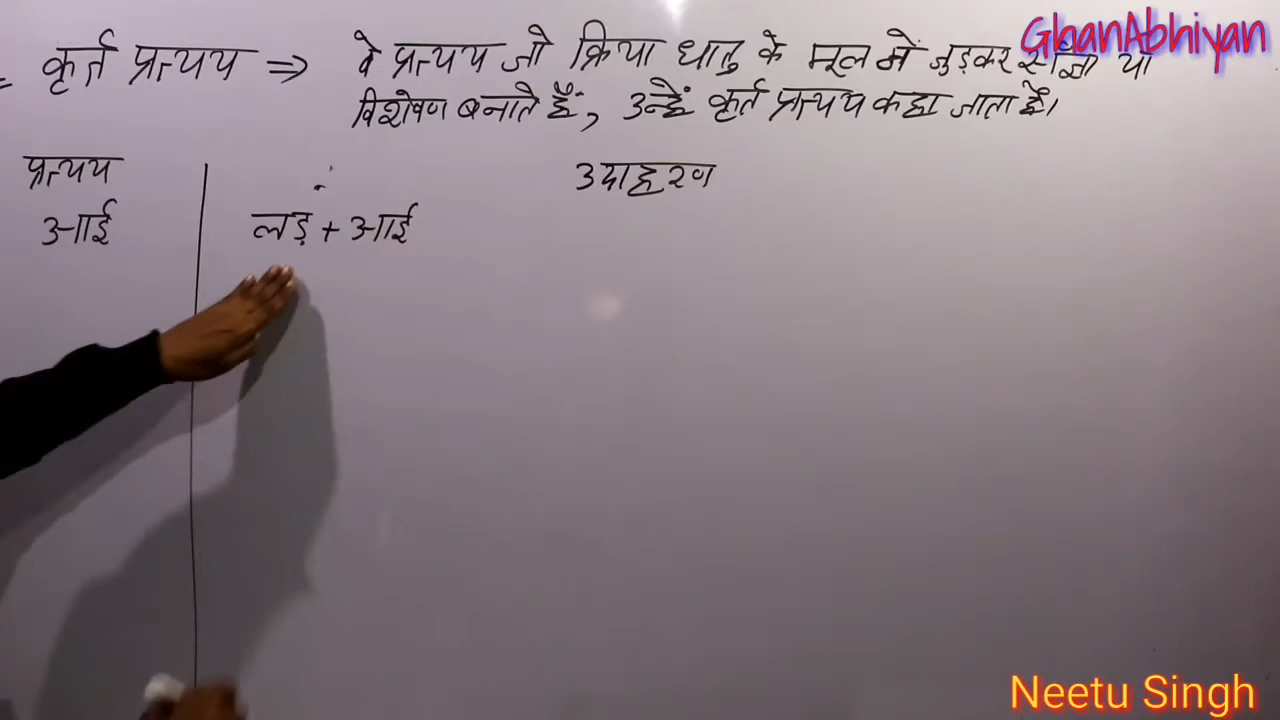 कृर्त प्रत्यय ⇒ वे प्रत्यय जो क्रिया धातु के मूल में जुड़कर संज्ञा या
विशेषण बनाते हैं, उन्हें कृर्त प्रत्यय कहा जाता है।
GhanAbhiyan
प्रत्यय उदाहरण
आई लड़ + आई
Neetu Singh